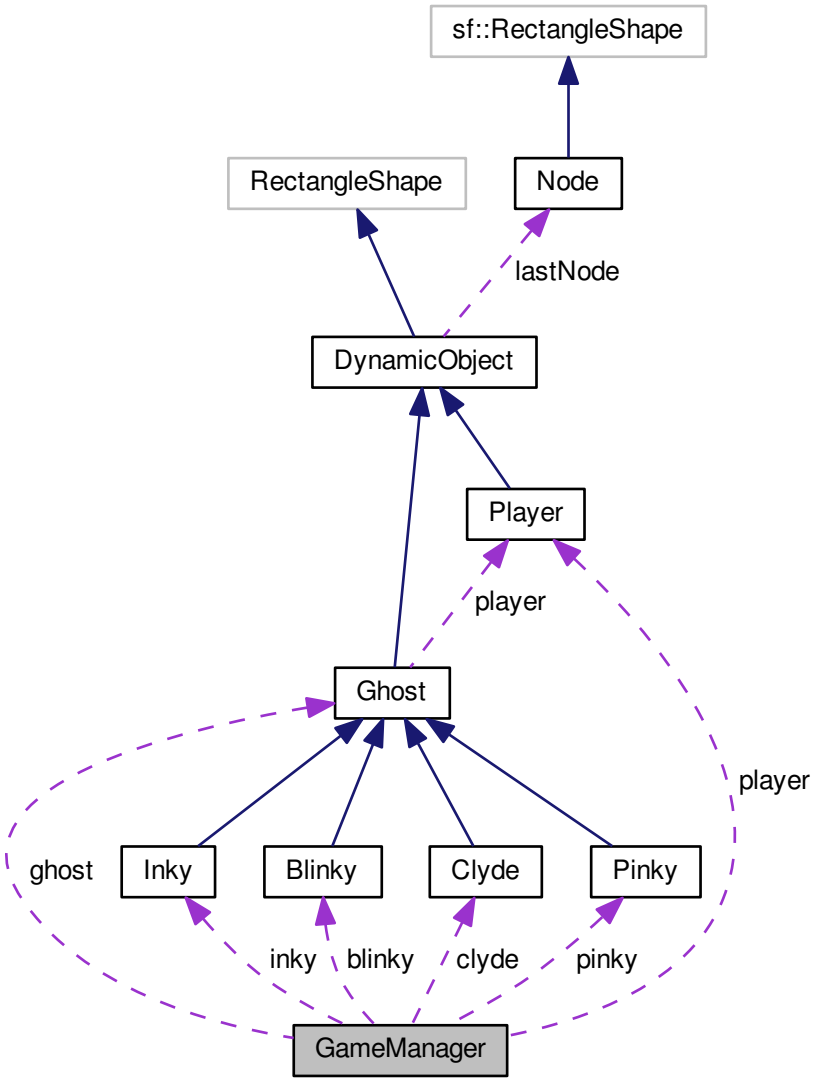 sf::RectangleShape
RectangleShape
Node
lastNode
DynamicObject
Player
player
Ghost
player
ghost
Inky
Blinky
Clyde
Pinky
inky
blinky
clyde
pinky
GameManager